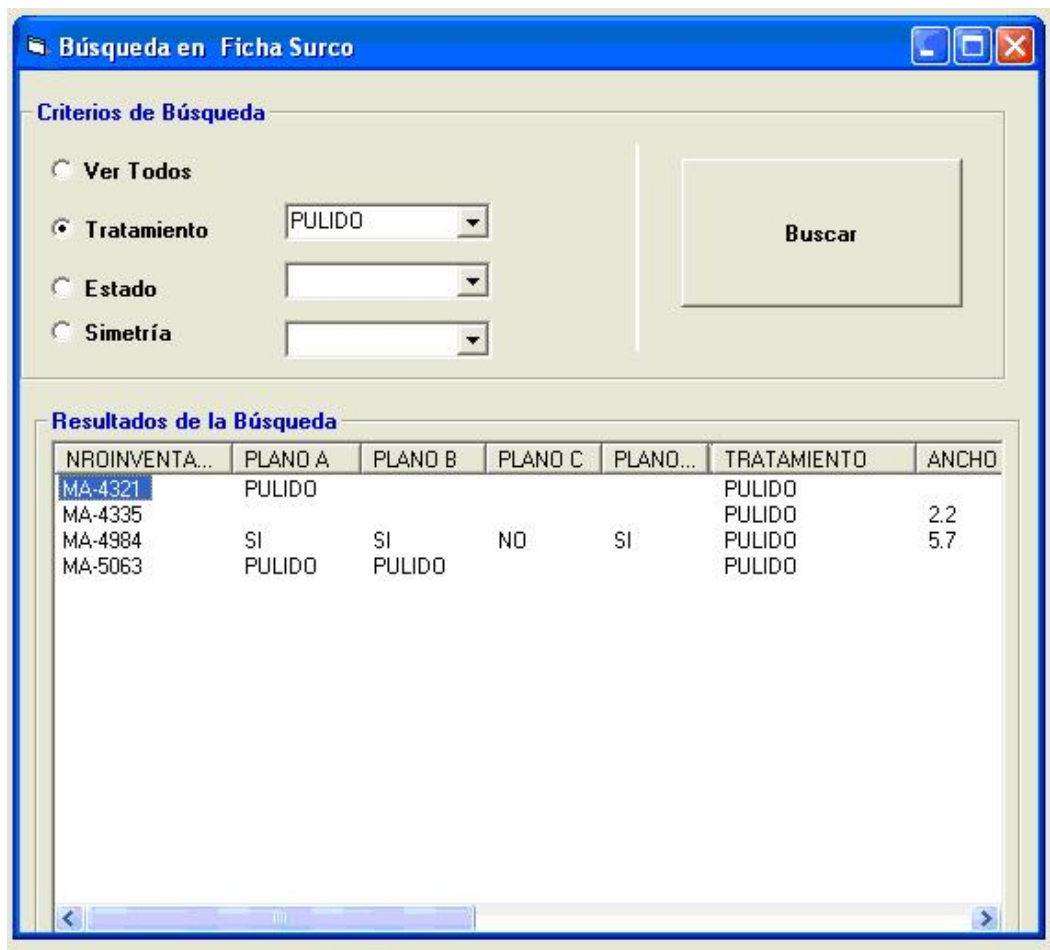 Búsqueda en Ficha Surco
Criterios de Búsqueda
Ver Todos
Tratamiento PULIDO
Buscar
Estado
Simetría
Resultados de la Búsqueda
NROINVENTA... PLANO A PLANO B PLANO C PLANO... TRATAMIENTO ANCHO
MA-4321 PULIDO PULIDO
MA-4335 PULIDO 2.2
MA-4984 SI SI NO SI PULIDO 5.7
MA-5063 PULIDO PULIDO PULIDO